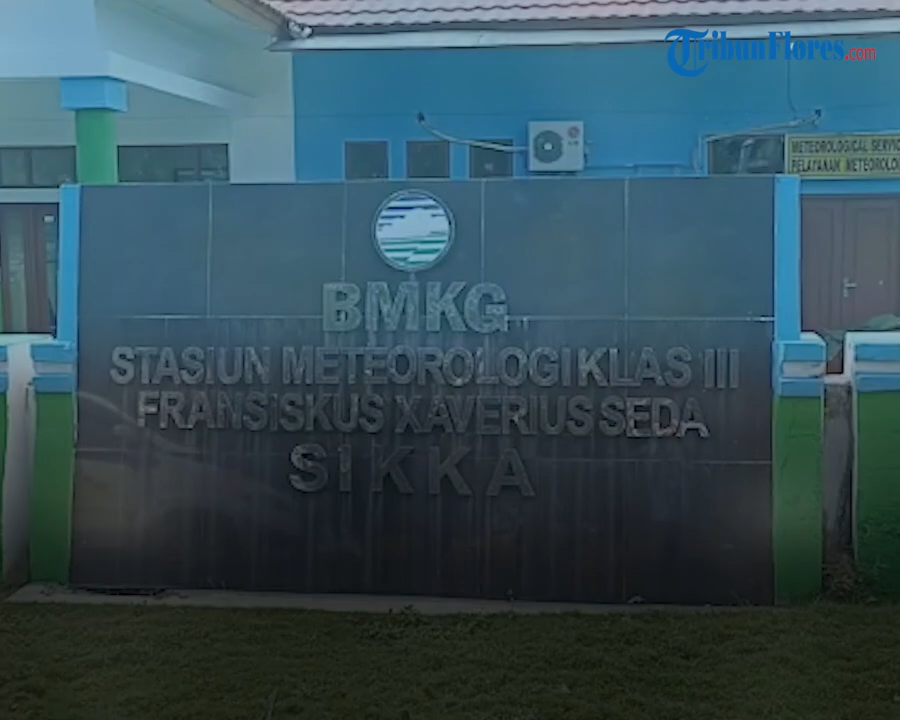 TribunFlores.com
METEOROLOGICAL SERVIC
PELAYANAN METEOROLO
BMKG
STASIUN METEOROLOGI KLAS III
FRANSISKUS XAVERIUS SEDA
SIKKA